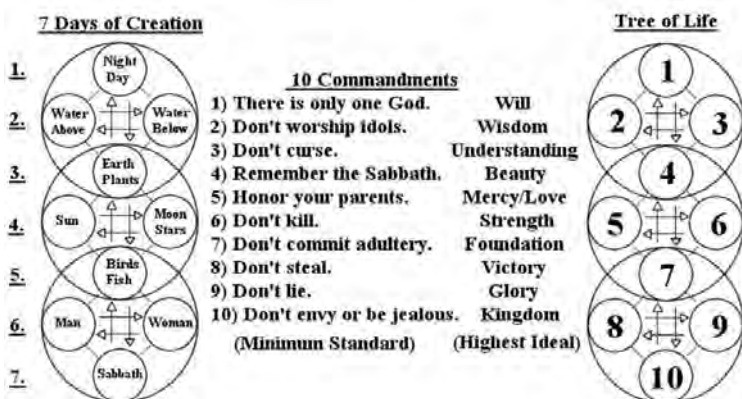 7 Days of Creation
1.
Night
Day
2.
Water
Above
Water
Below
3.
Earth
Plants
4.
Sun
Moon
Stars
5.
Birds
Fish
6.
Man
Woman
7.
Sabbath
10 Commandments
1) There is only one God. Will
2) Don't worship idols. Wisdom
3) Don't curse. Understanding
4) Remember the Sabbath. Beauty
5) Honor your parents. Mercy/Love
6) Don't kill. Strength
7) Don't commit adultery. Foundation
8) Don't steal. Victory
9) Don't lie. Glory
10) Don't envy or be jealous. Kingdom
(Minimum Standard) (Highest Ideal)
Tree of Life
1
2 3
4
5 6
7
8 9
10